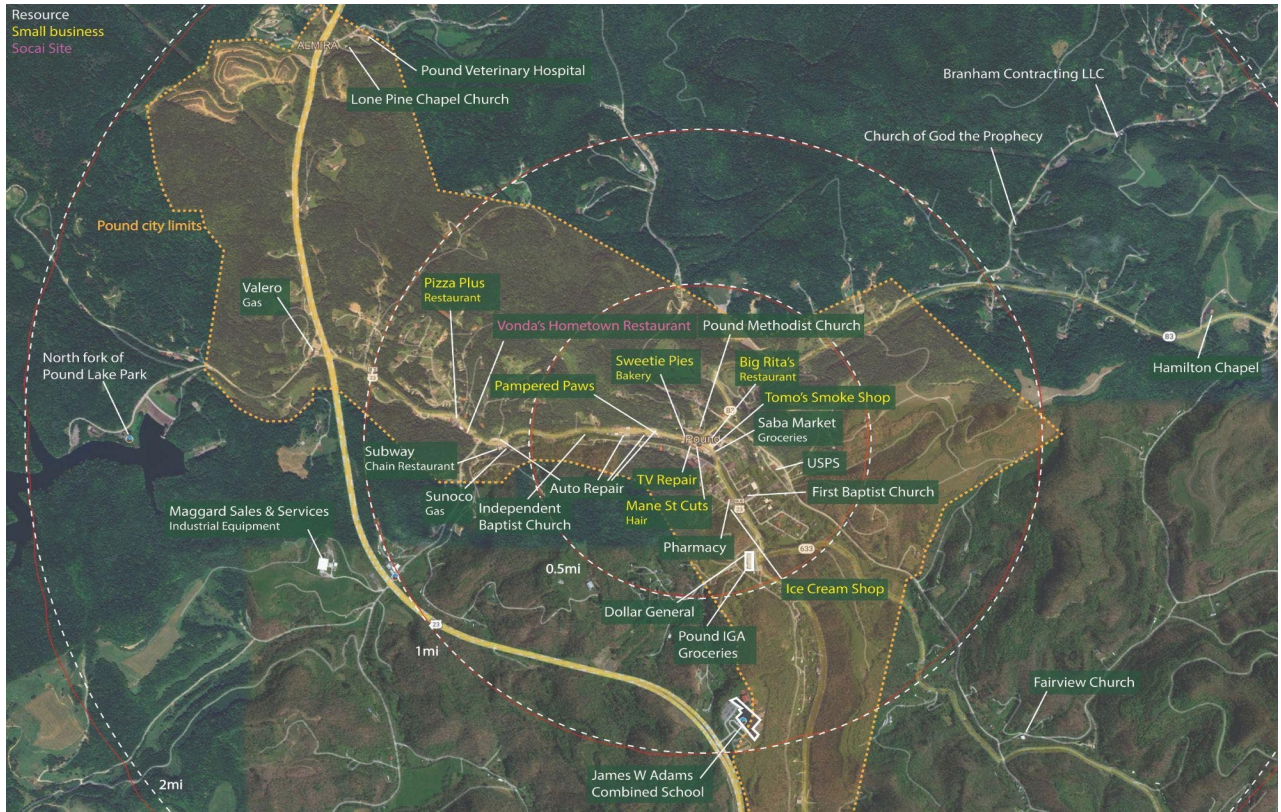 Resource
Small business
Socai Site
ALMIRA
Pound Veterinary Hospital
Lone Pine Chapel Church
Branham Contracting LLC
Church of God the Prophecy
Pound city limits
Valero
Gas
Pizza Plus
Restaurant
Vonda's Hometown Restaurant
Pound Methodist Church
North fork of
Pound Lake Park
83
Hamilton Chapel
Sweetie Pies
Bakery
Big Rita's
Restaurant
Pampered Paws
Tomo's Smoke Shop
Saba Market
Groceries
Pound
Subway
Chain Restaurant
USPS
Sunoco
Gas
Auto Repair
TV Repair
First Baptist Church
Independent
Baptist Church
Mane St Cuts
Hair
Maggard Sales & Services
Industrial Equipment
Pharmacy
633
0.5mi
Ice Cream Shop
Dollar General
23
Pound IGA
Groceries
1mi
Fairview Church
James W Adams
Combined School
2mi